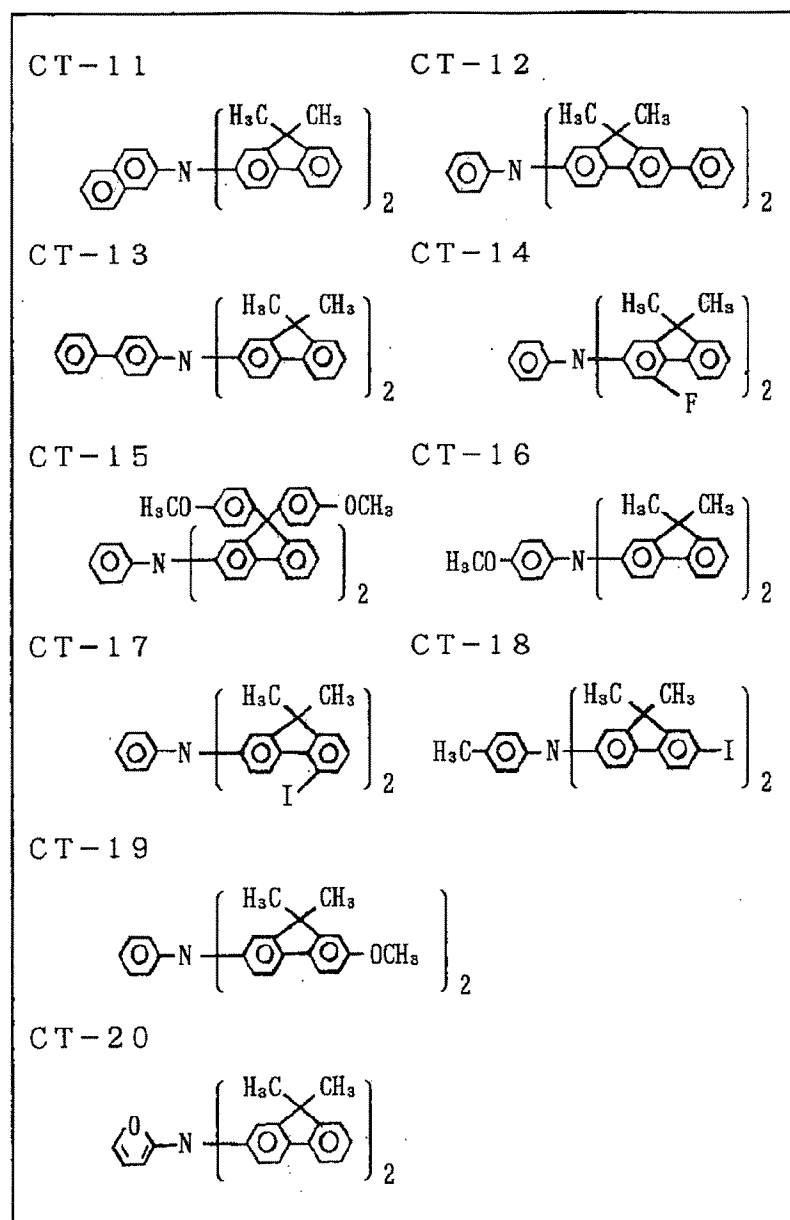 CT-11 CT-12
H₃C CH₃ H₃C CH₃
N 2 N 2
CT-13 CT-14
H₃C CH₃ H₃C CH₃
N 2 N 2
F
CT-15 CT-16
H₃CO OCH₃ H₃C CH₃
N 2 H₃CO N 2
CT-17 CT-18
H₃C CH₃ H₃C CH₃
N 2 H₃C N I 2
I
CT-19
H₃C CH₃
N OCH₃ 2
CT-20
H₃C CH₃
O
N 2